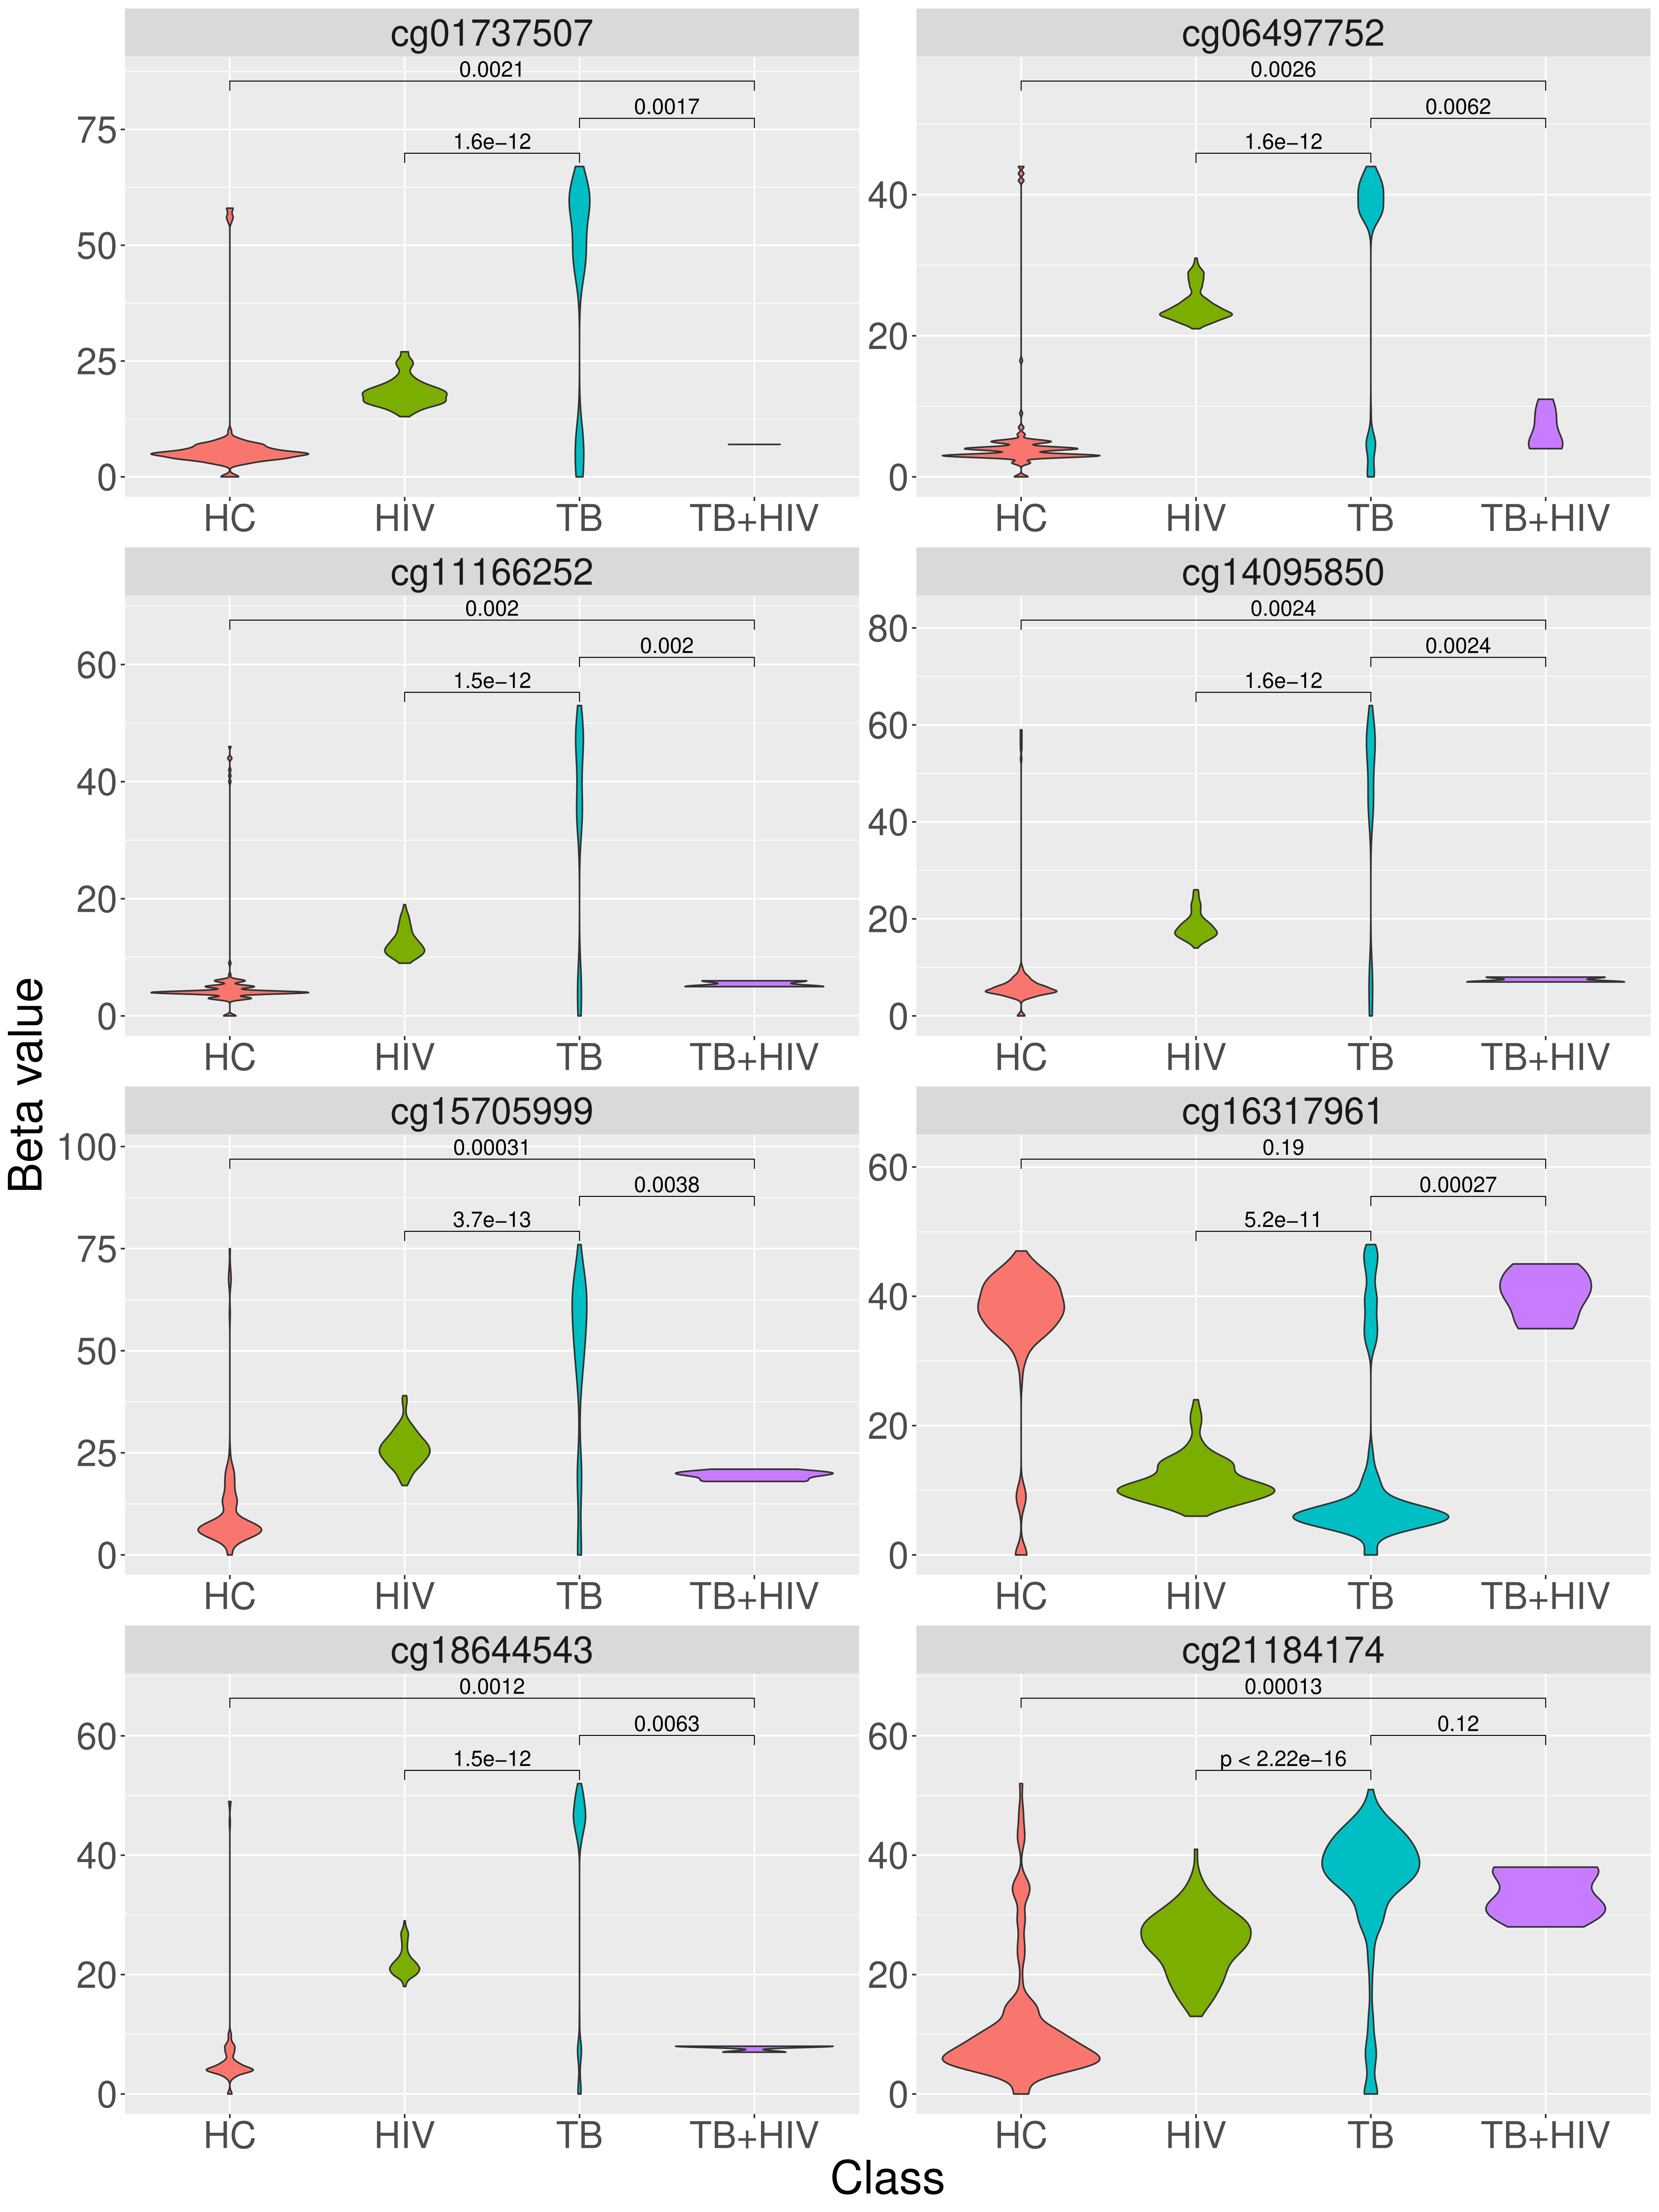 cg01737507
0.0021
0.0017
1.6e−12
75
50
25
0
HC HIV TB TB+HIV
cg06497752
0.0026
0.0062
1.6e−12
40
20
0
HC HIV TB TB+HIV
cg11166252
0.002
0.002
1.5e−12
60
40
20
0
HC HIV TB TB+HIV
cg14095850
0.0024
0.0024
1.6e−12
80
60
40
20
0
HC HIV TB TB+HIV
Beta value
cg15705999
0.00031
0.0038
3.7e−13
100
75
50
25
0
HC HIV TB TB+HIV
cg16317961
0.19
0.00027
5.2e−11
60
40
20
0
HC HIV TB TB+HIV
cg18644543
0.0012
0.0063
1.5e−12
60
40
20
0
HC HIV TB TB+HIV
cg21184174
0.00013
0.12
p < 2.22e−16
60
40
20
0
HC HIV TB TB+HIV
Class